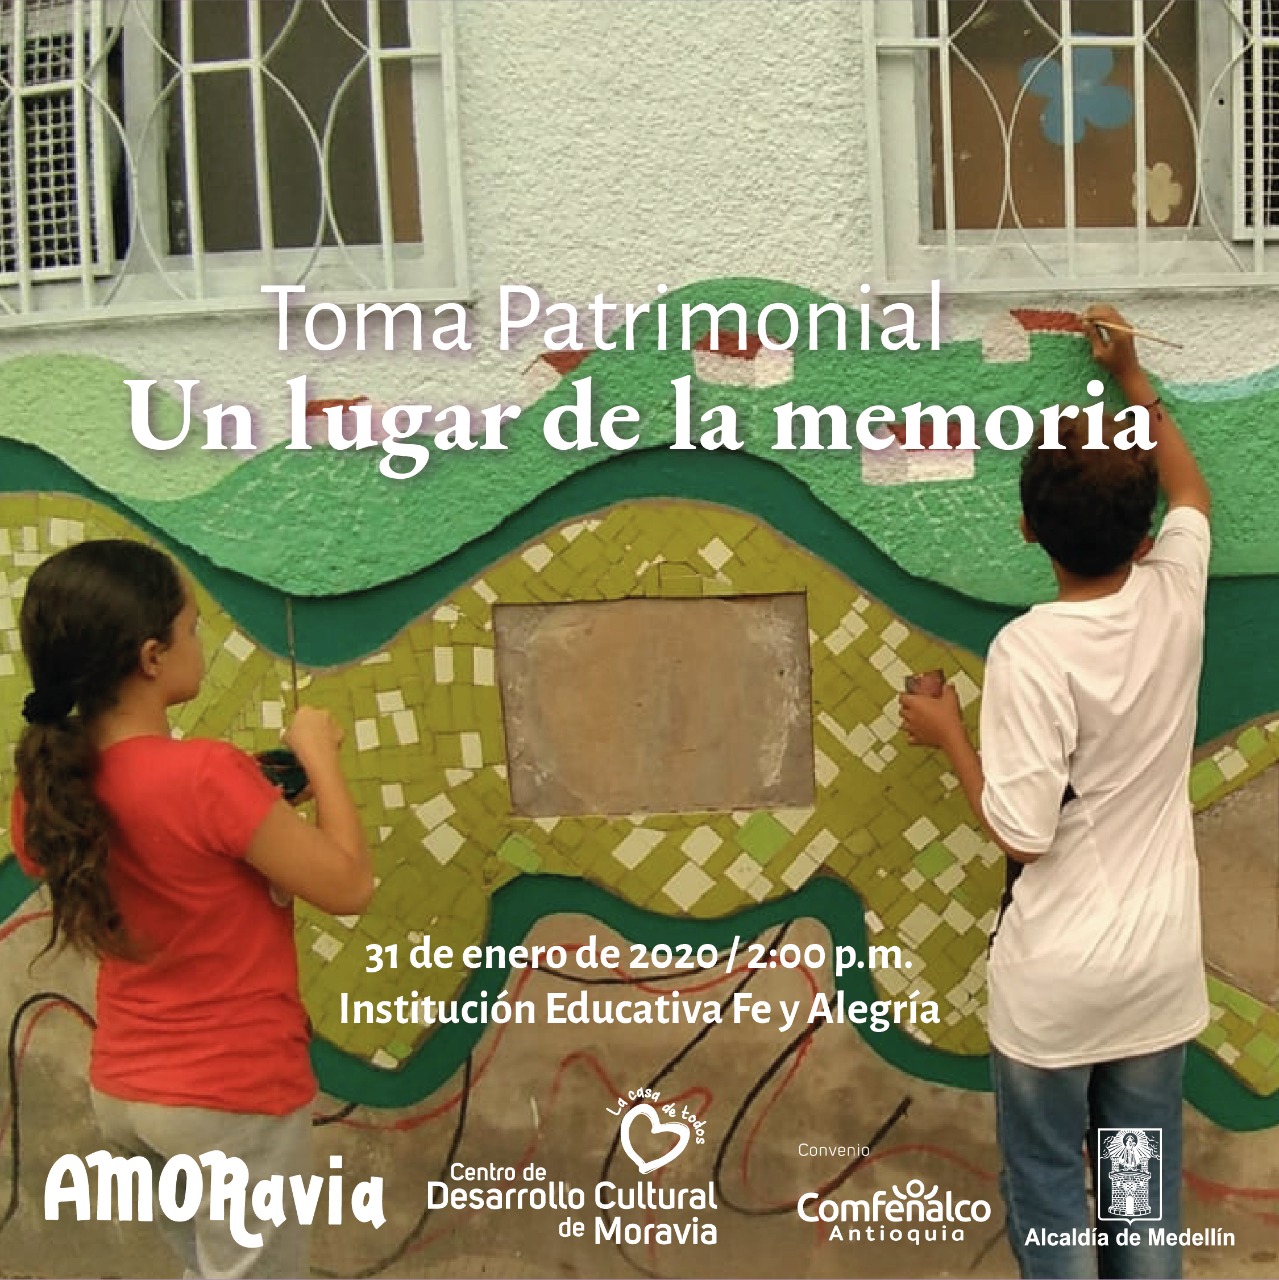 Toma Patrimonial
Un lugar de la memoria
31 de enero de 2020 / 2:00 p.m.
Institución Educativa Fe y Alegría
La casa de todos
AMORavia
Centro de
Desarrollo Cultural
de Moravia
Convenio
Comfenalco
Antioquia
Alcaldía de Medellín